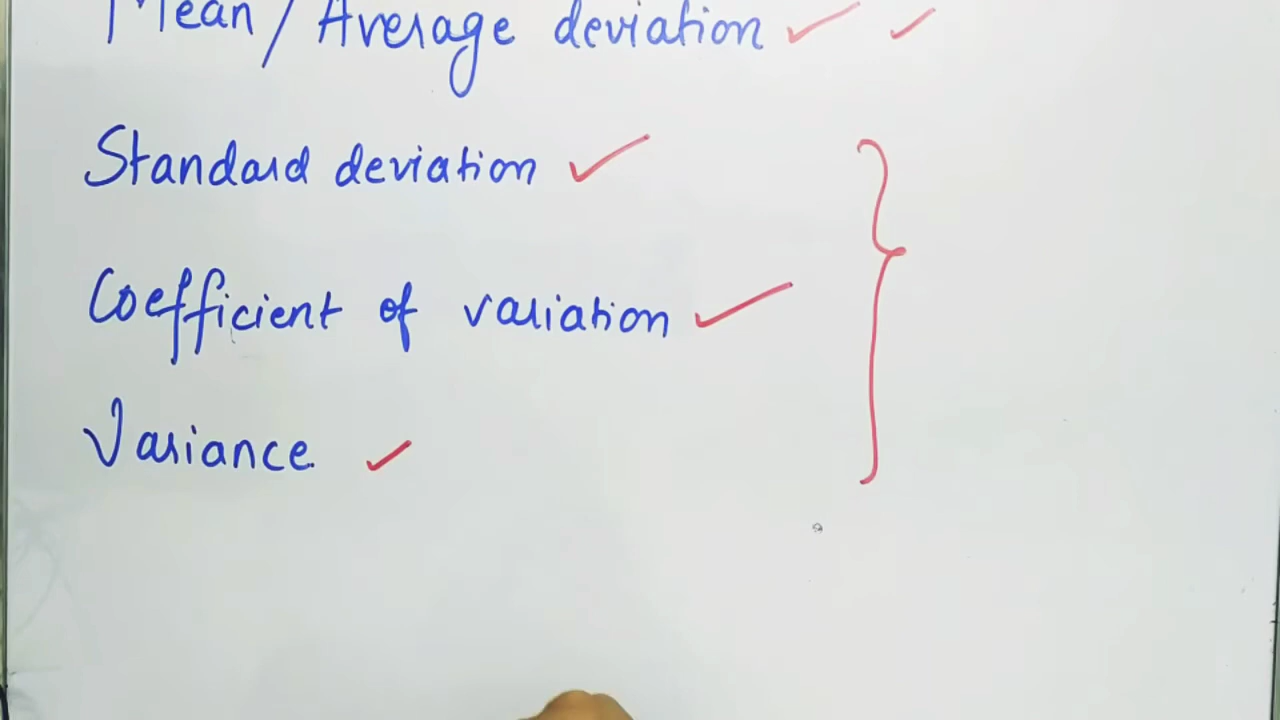 Mean / Average deviation ✓ ✓
Standard deviation ✓
Coefficient of variation ✓
Variance ✓